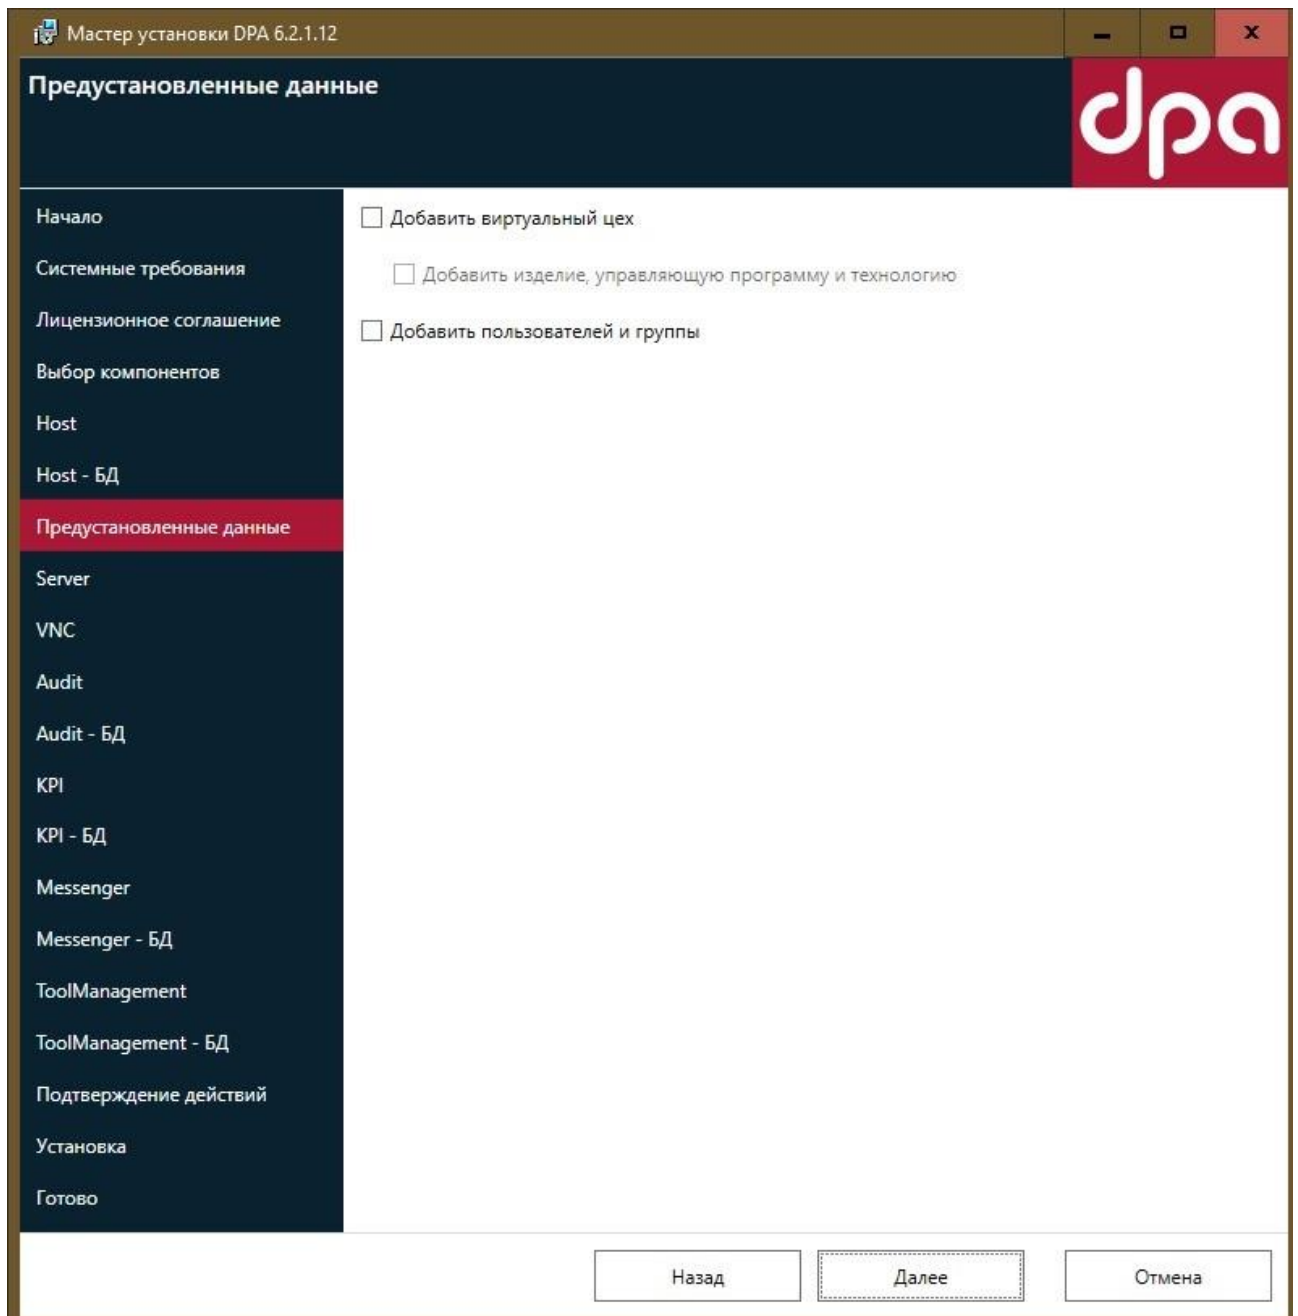 Мастер установки DPA 6.2.1.12
Предустановленные данные
dpa
Начало
Системные требования
Лицензионное соглашение
Выбор компонентов
Host
Host - БД
Предустановленные данные
Server
VNC
Audit
Audit - БД
KPI
KPI - БД
Messenger
Messenger - БД
ToolManagement
ToolManagement - БД
Подтверждение действий
Установка
Готово
Добавить виртуальный цех
Добавить изделие, управляющую программу и технологию
Добавить пользователей и группы
Назад
Далее
Отмена